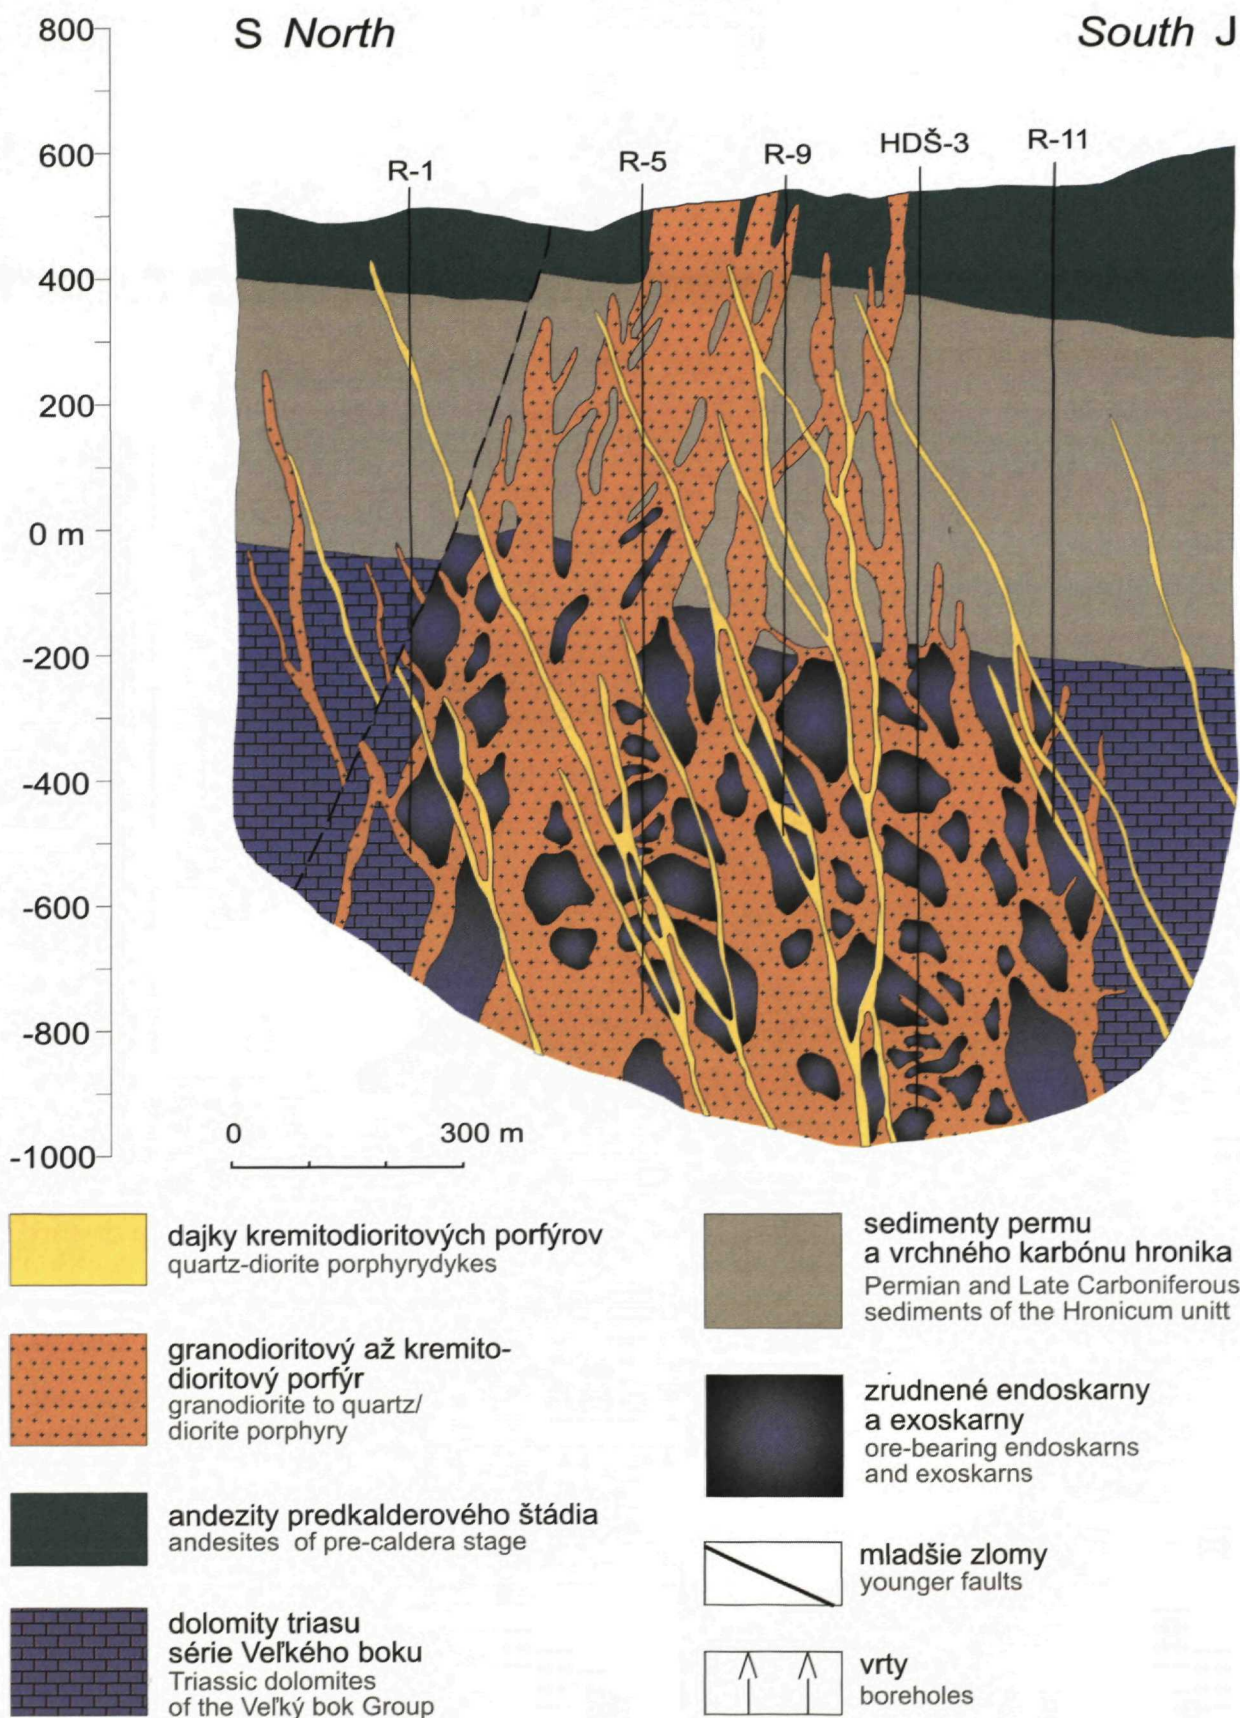 S North
South J
800
600
400
200
0 m
-200
-400
-600
-800
-1000
R-1
R-5
R-9
HDŠ-3
R-11
0
300 m
dajky kremitodioritových porfýrov
quartz-diorite porphyrydykes
granodioritový až kremito-
dioritový porfýr
granodiorite to quartz/
diorite porphyry
andezity predkalderového štádia
andesites of pre-caldera stage
dolomity triasu
série Veľkého boku
Triassic dolomites
of the Veľký bok Group
sedimenty permu
a vrchného karbónu hronika
Permian and Late Carboniferous
sediments of the Hronicum unitt
zrudnené endoskarny
a exoskarny
ore-bearing endoskarns
and exoskarns
mladšie zlomy
younger faults
vrty
boreholes